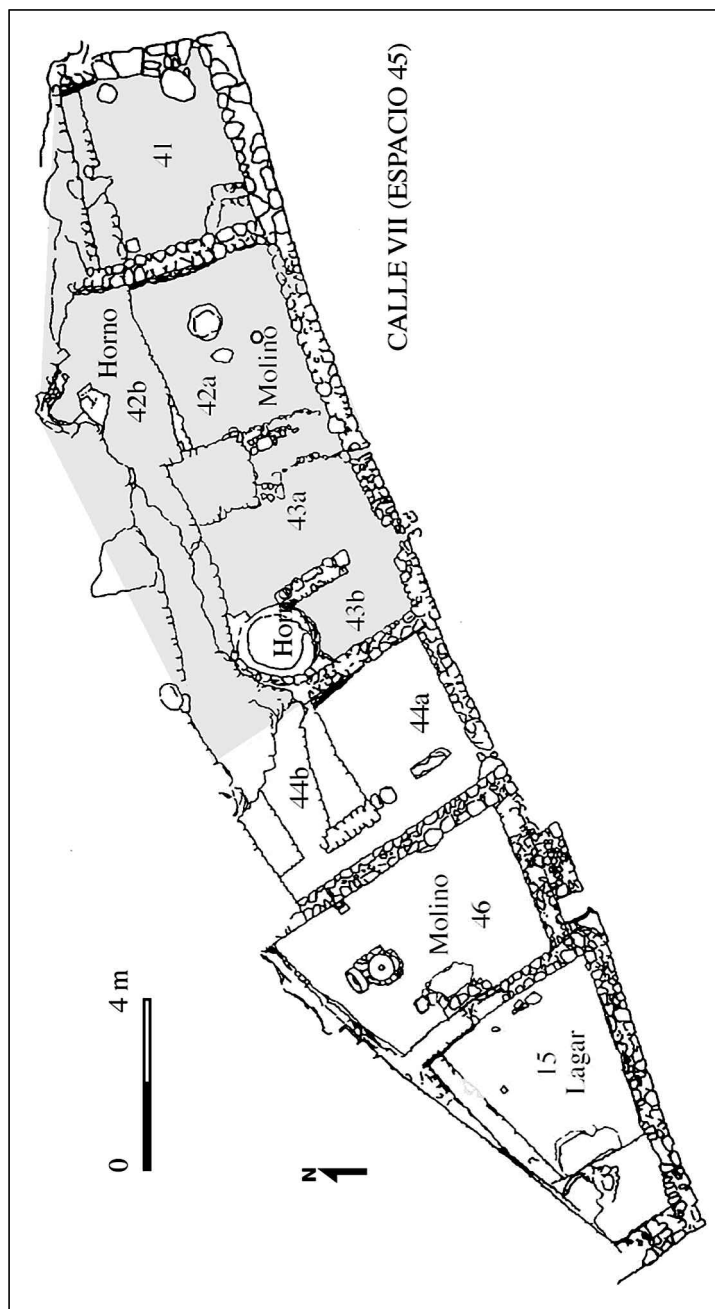 CALLE VII (ESPACIO 45)
0
4 m
N
15
Lagar
Molino
46
44b
44a
Horno
43b
43a
Horno
42b
42a
Molino
41